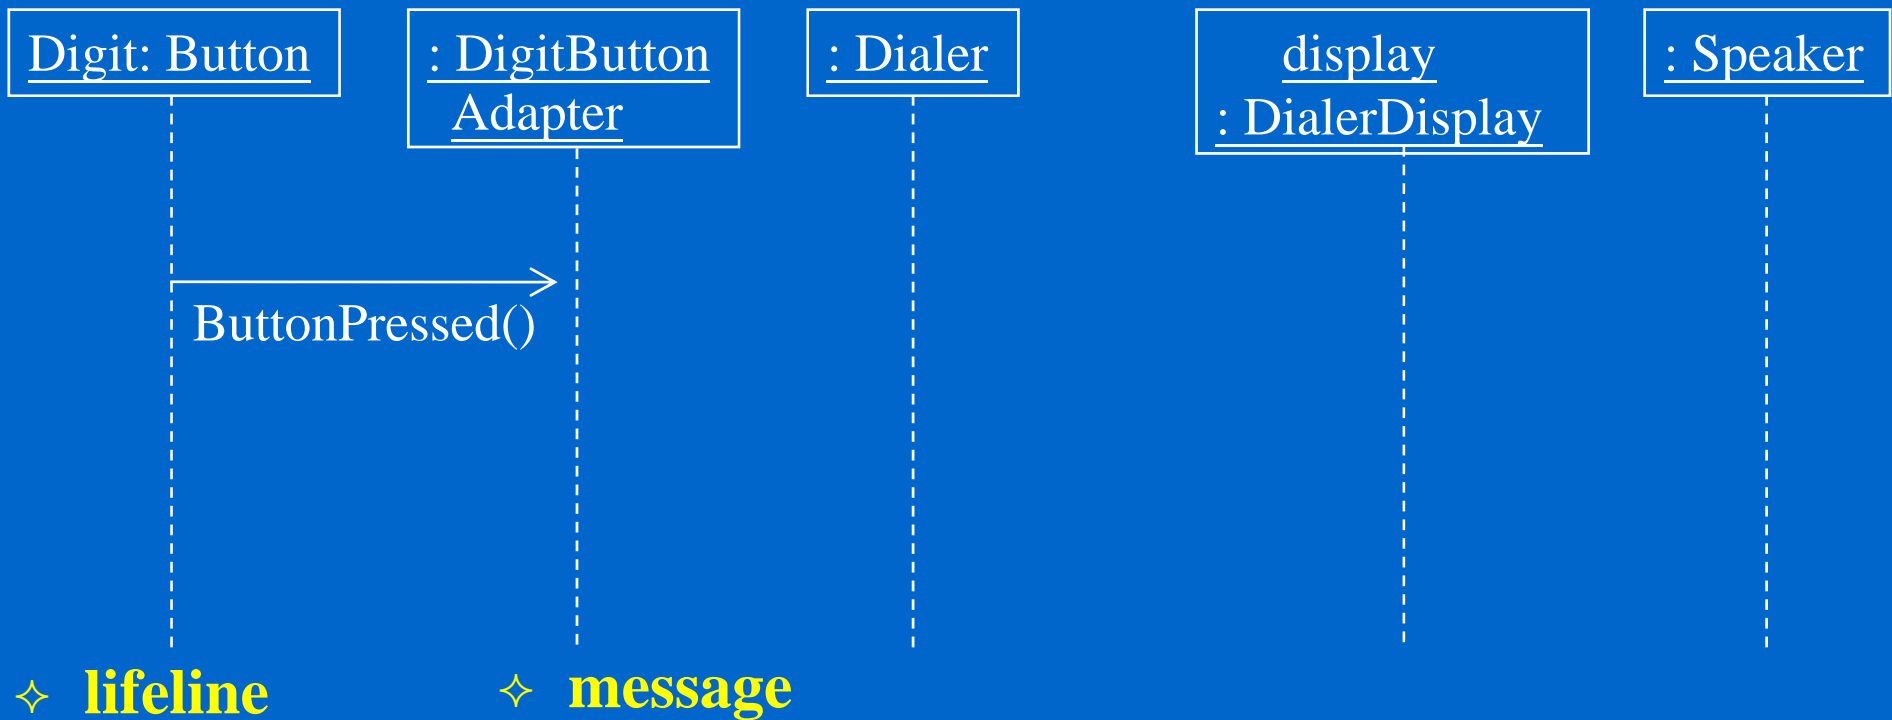 Digit: Button
: DigitButton
Adapter
: Dialer
display
: DialerDisplay
: Speaker
ButtonPressed()
✧ lifeline
✧ message